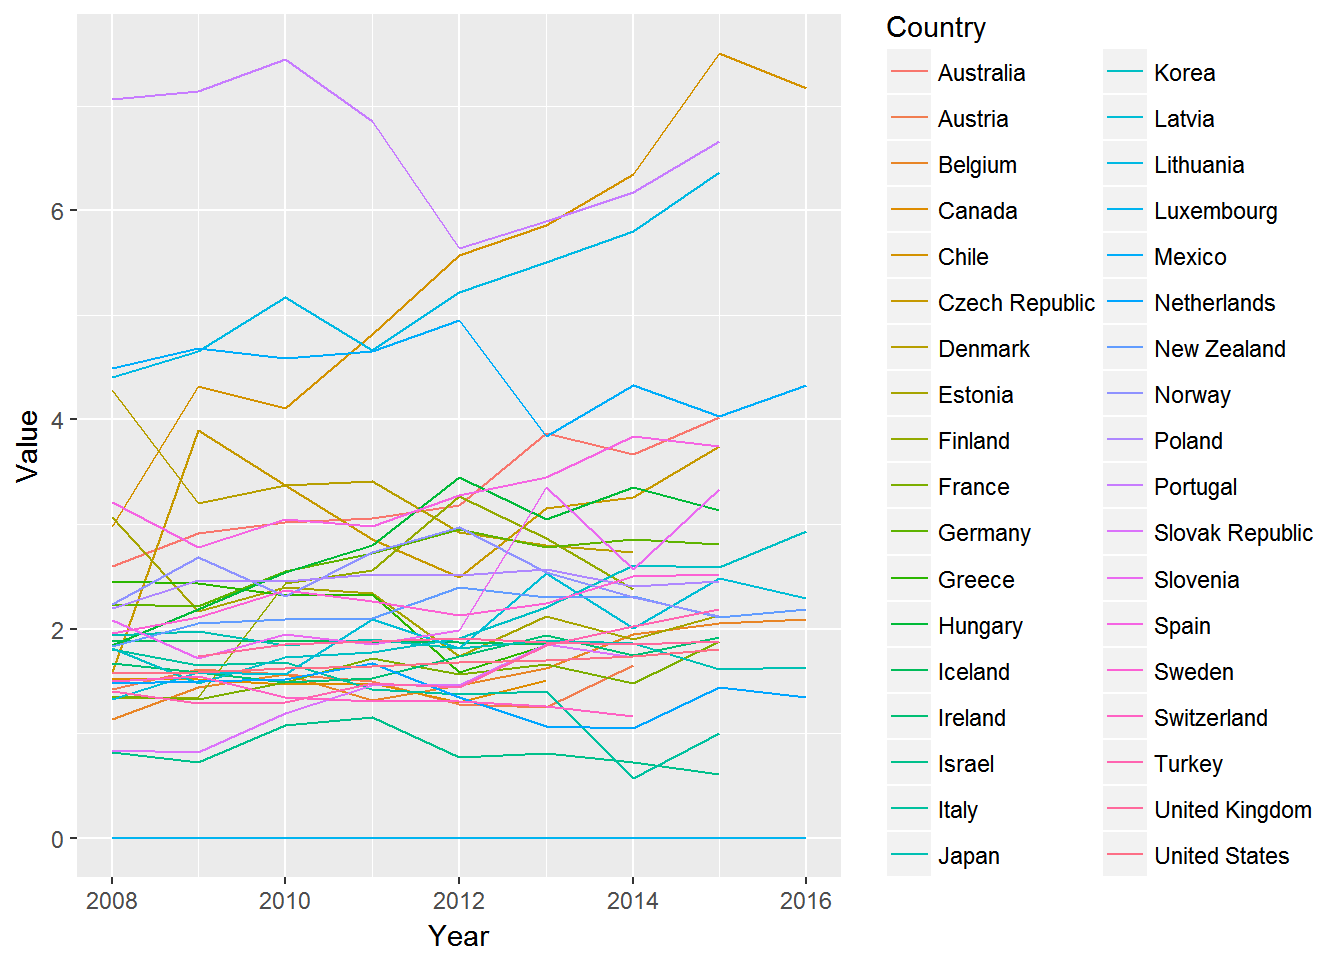 Country
Australia
Austria
Belgium
Canada
Chile
Czech Republic
Denmark
Estonia
Finland
France
Germany
Greece
Hungary
Iceland
Ireland
Israel
Italy
Japan
Korea
Latvia
Lithuania
Luxembourg
Mexico
Netherlands
New Zealand
Norway
Poland
Portugal
Slovak Republic
Slovenia
Spain
Sweden
Switzerland
Turkey
United Kingdom
United States
Value
6
4
2
0
2008 2010 2012 2014 2016
Year